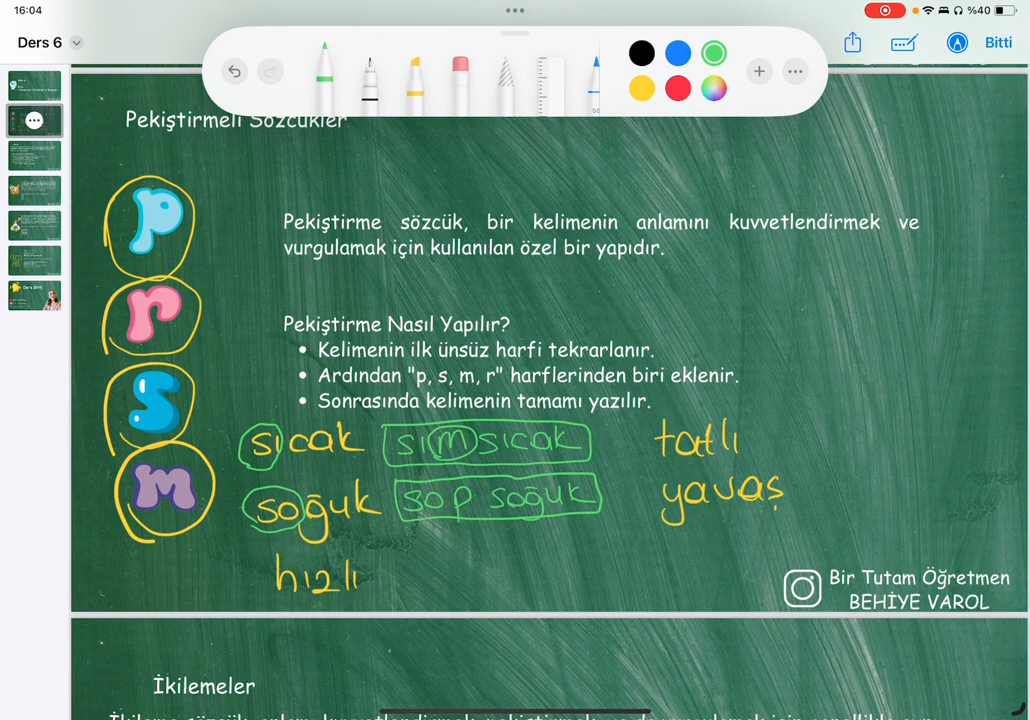 16:04
%40
Ders 6
Bitti
Pekiştirmeli Sözcükler
p
Pekiştirme sözcük, bir kelimenin anlamını kuvvetlendirmek ve
vurgulamak için kullanılan özel bir yapıdır.
r
Pekiştirme Nasıl Yapılır?
• Kelimenin ilk ünsüz harfi tekrarlanır.
• Ardından "p, s, m, r" harflerinden biri eklenir.
• Sonrasında kelimenin tamamı yazılır.
s
sıcak sımsıcak tatlı
m
soğuk sop soğuk yavaş
hızlı
Bir Tutam Öğretmen
BEHİYE VAROL
İkilemeler